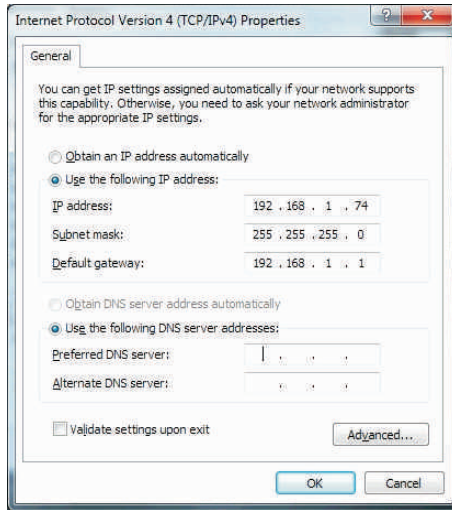 Internet Protocol Version 4 (TCP/IPv4) Properties
?
X
General
You can get IP settings assigned automatically if your network supports
this capability. Otherwise, you need to ask your network administrator
for the appropriate IP settings.
Obtain an IP address automatically
Use the following IP address:
IP address: 192 . 168 . 1 . 74
Subnet mask: 255 . 255 . 255 . 0
Default gateway: 192 . 168 . 1 . 1
Obtain DNS server address automatically
Use the following DNS server addresses:
Preferred DNS server: . . .
Alternate DNS server: . . .
Validate settings upon exit
Advanced...
OK Cancel